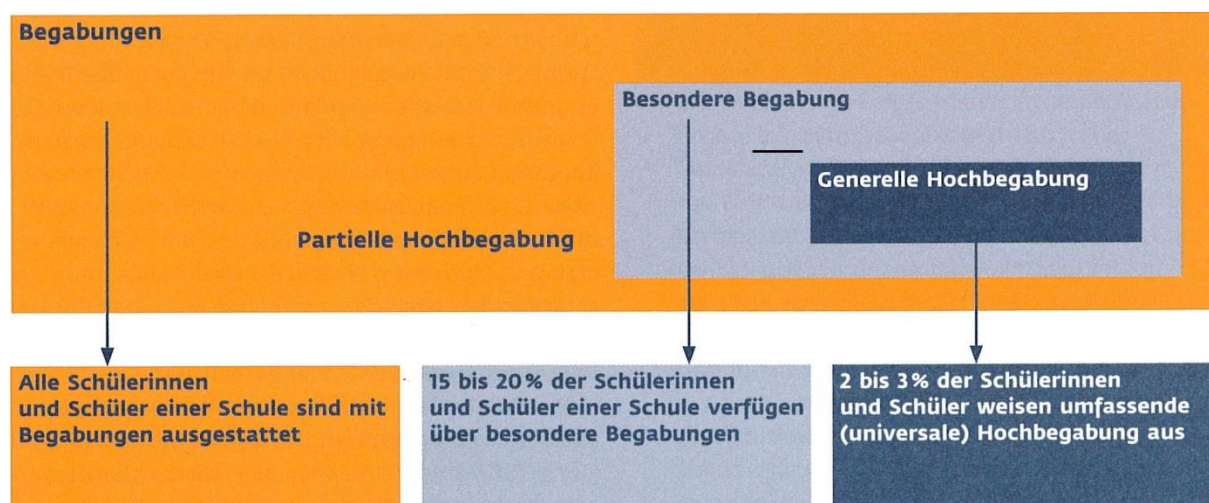 Begabungen
Besondere Begabung
Generelle Hochbegabung
Partielle Hochbegabung
Alle Schülerinnen
und Schüler einer Schule sind mit
Begabungen ausgestattet
15 bis 20% der Schülerinnen
und Schüler einer Schule verfügen
über besondere Begabungen
2 bis 3% der Schülerinnen
und Schüler weisen umfassende
(universale) Hochbegabung aus